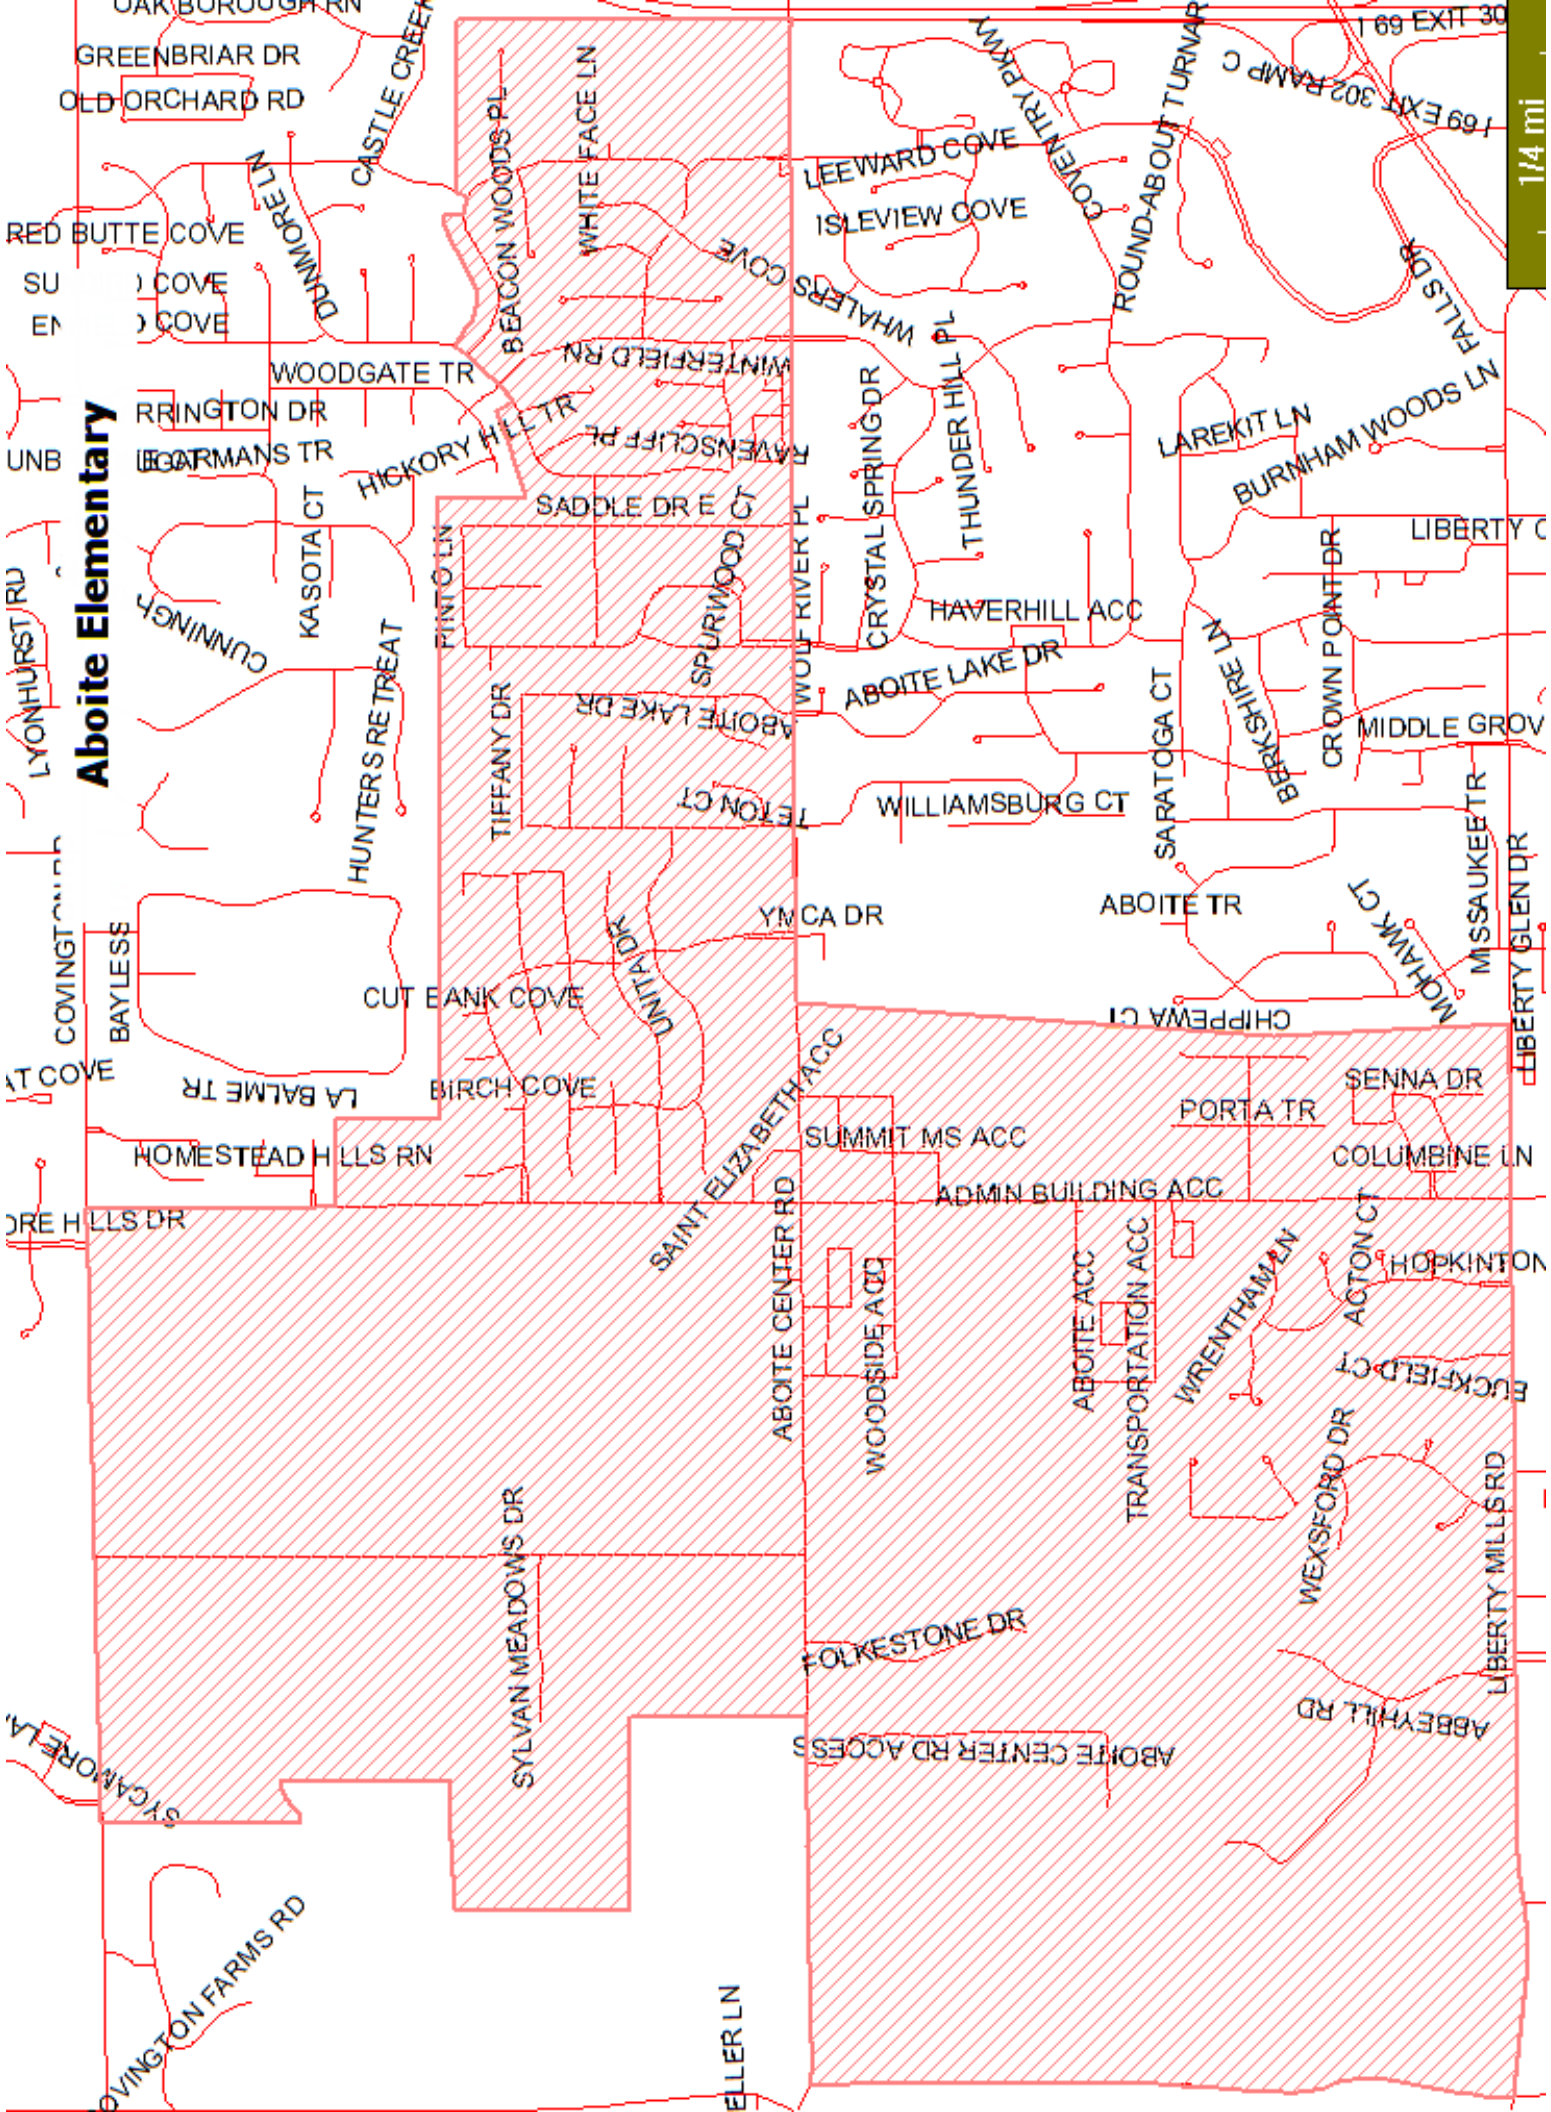 OAK BOROUGH RN
GREENBRIAR DR
OLD ORCHARD RD
CASTLE CREEK
DUNMORE LN
RED BUTTE COVE
COVE
COVE
WOODGATE TR
RRINGTON DR
MANS TR
HICKORY HILL TR
KASOTA CT
LYONHURST RD
Aboite Elementary
HUNTERS RETREAT
BAYLESS
LA BALME TR
HOMESTEAD HILLS RN
BEACON WOODS PL
WHITE FACE LN
WHALERS COVE
WINTERFIELD RN
RAVENSCLIFF PL
SADDLE DR E
PINTO LN
SPURWOOD CT
WOLF RIVER PL
TIFFANY DR
ABOITE LAKE DR
TETON CT
YMCA DR
UNITA DR
CUT BANK COVE
BIRCH COVE
SAINT ELIZABETH ACC
LEEWARD COVE
ISLEVIEW COVE
COVENTRY PKWY
COVE
ROUND-ABOUT TURNAR
I 69 EXIT 30
I 69 EXIT 302 RAMP C
1/4 mi
FALLS DR
CRYSTAL SPRING DR
THUNDER HILL PL
LAREKIT LN
BURNHAM WOODS LN
LIBERTY C
HAVERHILL ACC
ABOITE LAKE DR
WILLIAMSBURG CT
SARATOGA CT
BERKSHIRE LN
CROWN POINT DR
MIDDLE GROV
MISSAUKEE TR
LIBERTY GLEN DR
ABOITE TR
MOHAWK CT
CHIPPEWA CT
SENNA DR
PORTA TR
COLUMBINE LN
SUMMIT MS ACC
ADMIN BUILDING ACC
ABOITE CENTER RD
WOODSIDE ACC
ABOITE ACC
TRANSPORTATION ACC
WRENTHAM LN
ACTON CT
HOPKINTON
BUCKFIELD CT
WEXSFORD DR
LIBERTY MILLS RD
ORE HILLS DR
SYLVAN MEADOWS DR
FOLKESTONE DR
ABBEYHILL RD
ABOITE CENTER RD ACCESS
SYCAMORE LA
OVINGTON FARMS RD
ELLER LN